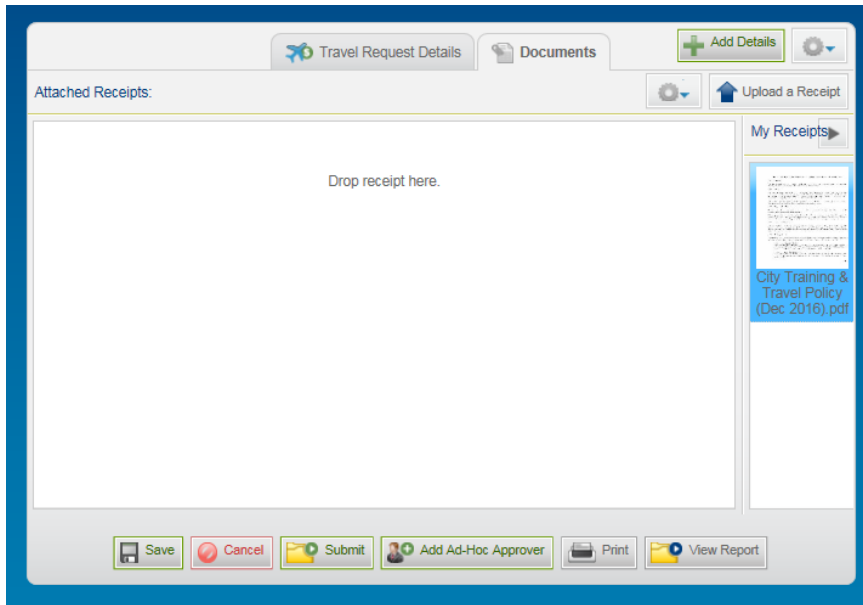 Travel Request Details
Documents
Add Details
Attached Receipts:
Upload a Receipt
My Receipts
Drop receipt here.
City Training &
Travel Policy
(Dec 2016).pdf
Save
Cancel
Submit
Add Ad-Hoc Approver
Print
View Report